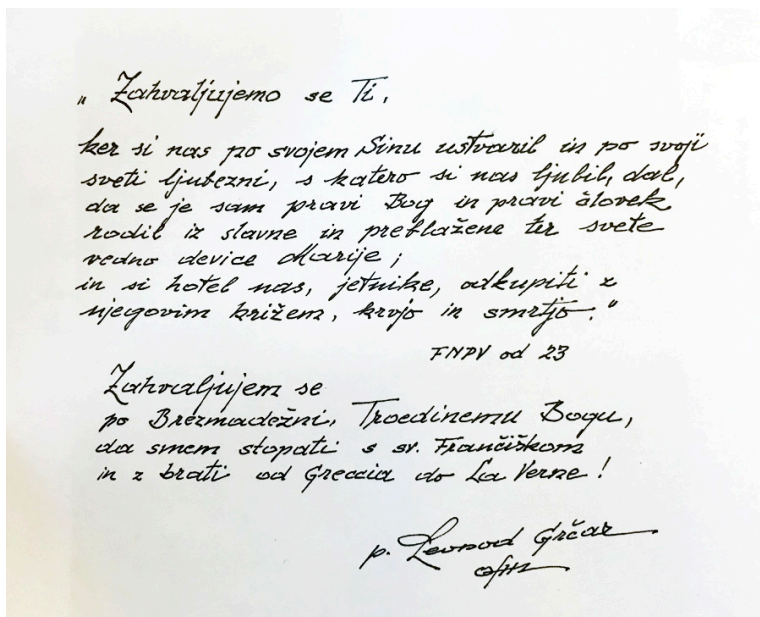 „Zahvaljujemo se Ti,
ker si nas po svojem Sinu ustvaril in po svoji
sveti ljubezni, s katero si nas ljubil, dal,
da se je sam pravi Bog in pravi človek
rodil iz slavne in preblažene ter svete
vedno device Marije;
in si hotel nas, jetnike, odkupiti z
njegovim križem, krvjo in smrtjo."
FNPV od 23
Zahvaljujem se
po Brezmadežni, Troedinemu Bogu,
da smem stopati s sv. Frančiškom
in z brati od Greccia do La Verne!
p. Leonod Grčar
ofm